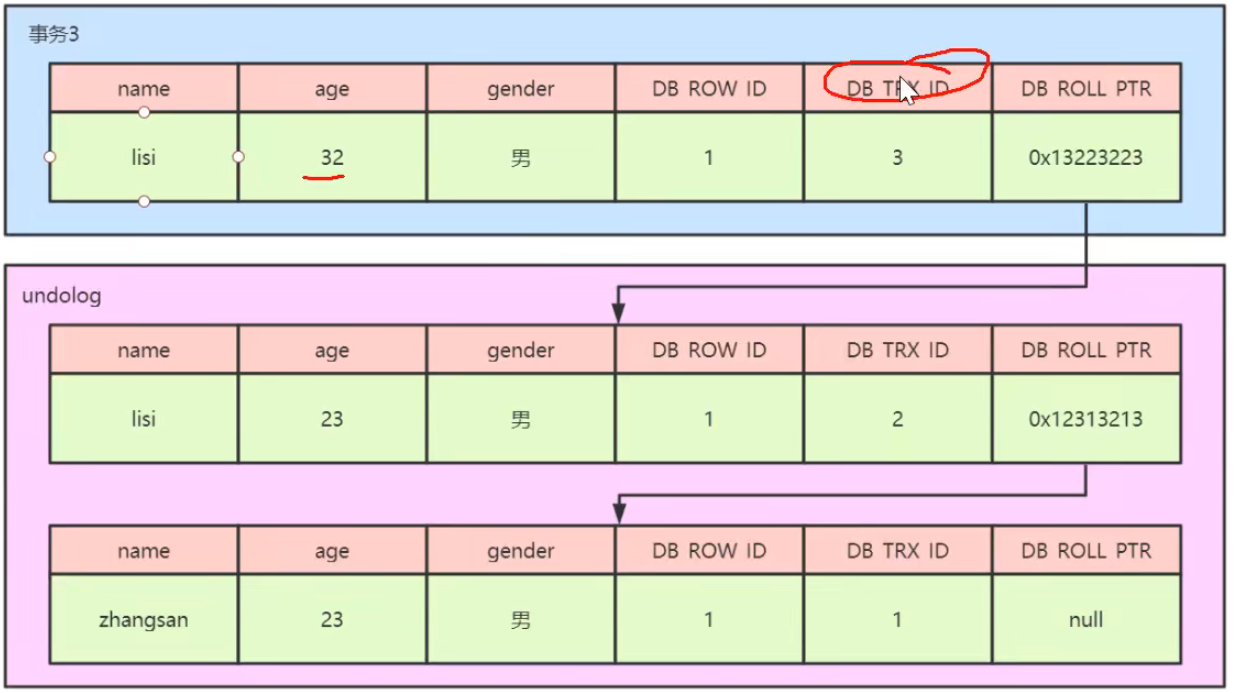 事务3
name age gender DB ROW ID DB TRX ID DB ROLL PTR
lisi 32 男 1 3 0x13223223
undolog
name age gender DB ROW ID DB TRX ID DB ROLL PTR
lisi 23 男 1 2 0x12313213
name age gender DB ROW ID DB TRX ID DB ROLL PTR
zhangsan 23 男 1 1 null